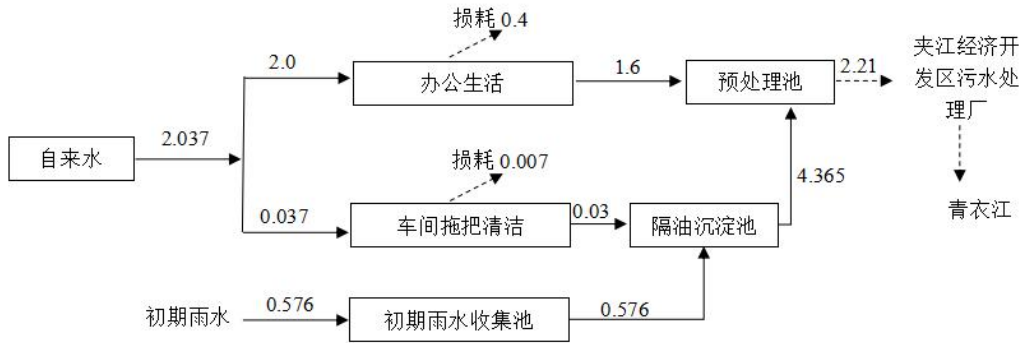 损耗 0.4
2.0
办公生活
1.6
预处理池
2.21
夹江经济开
发区污水处
理厂
自来水
2.037
损耗 0.007
4.365
0.037
车间拖把清洁
0.03
隔油沉淀池
青衣江
初期雨水
0.576
初期雨水收集池
0.576